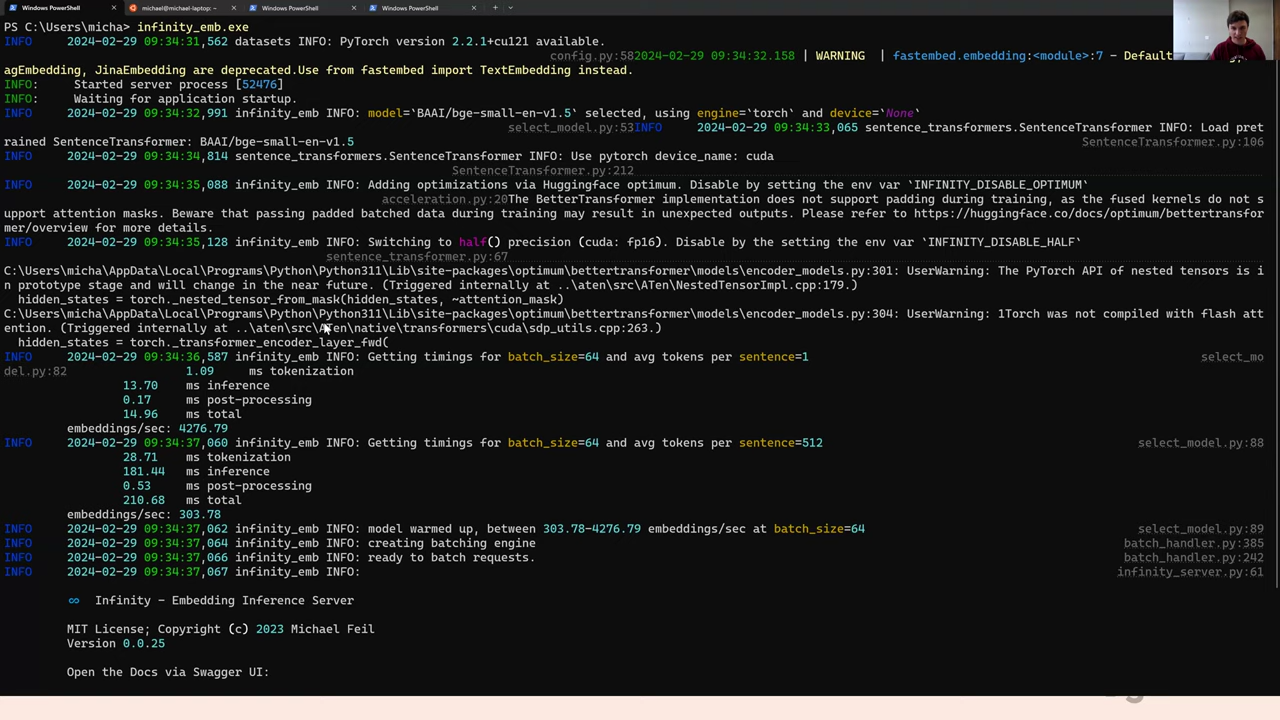 Windows PowerShell
michael@michael-laptop: ~
Windows PowerShell
Windows PowerShell
PS C:\Users\micha> infinity_emb.exe
INFO 2024-02-29 09:34:31,562 datasets INFO: PyTorch version 2.2.1+cu121 available.
config.py:582024-02-29 09:34:32.158 | WARNING | fastembed.embedding:<module>:7 - Default
agEmbedding, JinaEmbedding are deprecated.Use from fastembed import TextEmbedding instead.
INFO: Started server process [52476]
INFO: Waiting for application startup.
INFO 2024-02-29 09:34:32,991 infinity_emb INFO: model=`BAAI/bge-small-en-v1.5` selected, using engine=`torch` and device=`None`
select_model.py:53INFO 2024-02-29 09:34:33,065 sentence_transformers.SentenceTransformer INFO: Load pret
rained SentenceTransformer: BAAI/bge-small-en-v1.5 SentenceTransformer.py:106
INFO 2024-02-29 09:34:34,814 sentence_transformers.SentenceTransformer INFO: Use pytorch device_name: cuda
SentenceTransformer.py:212
INFO 2024-02-29 09:34:35,088 infinity_emb INFO: Adding optimizations via Huggingface optimum. Disable by setting the env var `INFINITY_DISABLE_OPTIMUM`
acceleration.py:20The BetterTransformer implementation does not support padding during training, as the fused kernels do not s
upport attention masks. Beware that passing padded batched data during training may result in unexpected outputs. Please refer to https://huggingface.co/docs/optimum/bettertransfor
mer/overview for more details.
INFO 2024-02-29 09:34:35,128 infinity_emb INFO: Switching to half() precision (cuda: fp16). Disable by the setting the env var `INFINITY_DISABLE_HALF`
sentence_transformer.py:67
C:\Users\micha\AppData\Local\Programs\Python\Python311\Lib\site-packages\optimum\bettertransformer\models\encoder_models.py:301: UserWarning: The PyTorch API of nested tensors is i
n prototype stage and will change in the near future. (Triggered internally at ..\aten\src\ATen\NestedTensorImpl.cpp:179.)
hidden_states = torch._nested_tensor_from_mask(hidden_states, ~attention_mask)
C:\Users\micha\AppData\Local\Programs\Python\Python311\Lib\site-packages\optimum\bettertransformer\models\encoder_models.py:304: UserWarning: 1Torch was not compiled with flash att
ention. (Triggered internally at ..\aten\src\ATen\native\transformers\cuda\sdp_utils.cpp:263.)
hidden_states = torch._transformer_encoder_layer_fwd(
INFO 2024-02-29 09:34:36,587 infinity_emb INFO: Getting timings for batch_size=64 and avg tokens per sentence=1 select_mo
del.py:82 1.09 ms tokenization
13.70 ms inference
0.17 ms post-processing
14.96 ms total
embeddings/sec: 4276.79
INFO 2024-02-29 09:34:37,060 infinity_emb INFO: Getting timings for batch_size=64 and avg tokens per sentence=512 select_model.py:88
28.71 ms tokenization
181.44 ms inference
0.53 ms post-processing
210.68 ms total
embeddings/sec: 303.78
INFO 2024-02-29 09:34:37,062 infinity_emb INFO: model warmed up, between 303.78-4276.79 embeddings/sec at batch_size=64 select_model.py:89
INFO 2024-02-29 09:34:37,064 infinity_emb INFO: creating batching engine batch_handler.py:385
INFO 2024-02-29 09:34:37,066 infinity_emb INFO: ready to batch requests. batch_handler.py:242
INFO 2024-02-29 09:34:37,067 infinity_emb INFO: infinity_server.py:61
♾️ Infinity - Embedding Inference Server
MIT License; Copyright (c) 2023 Michael Feil
Version 0.0.25
Open the Docs via Swagger UI: